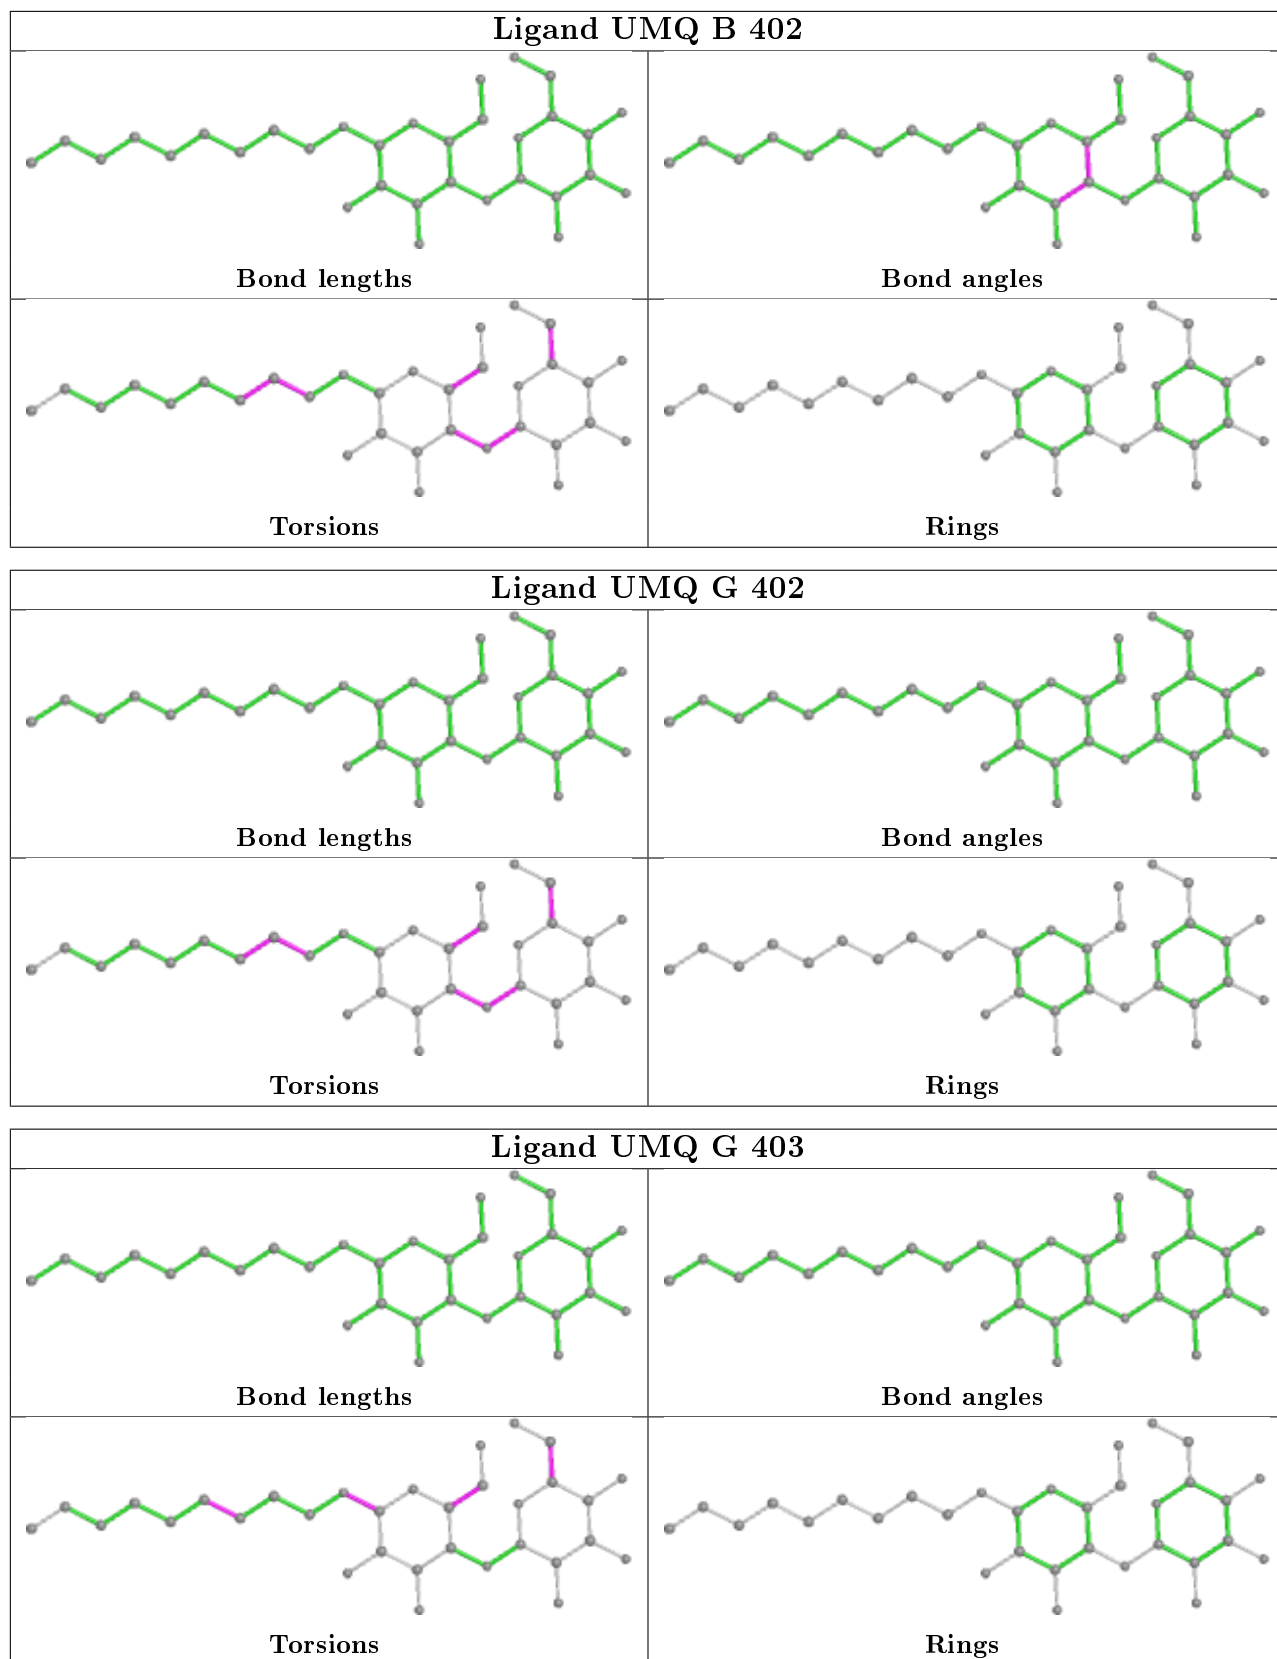 Ligand UMQ B 402
Bond lengths
Bond angles
Torsions
Rings
Ligand UMQ G 402
Bond lengths
Bond angles
Torsions
Rings
Ligand UMQ G 403
Bond lengths
Bond angles
Torsions
Rings